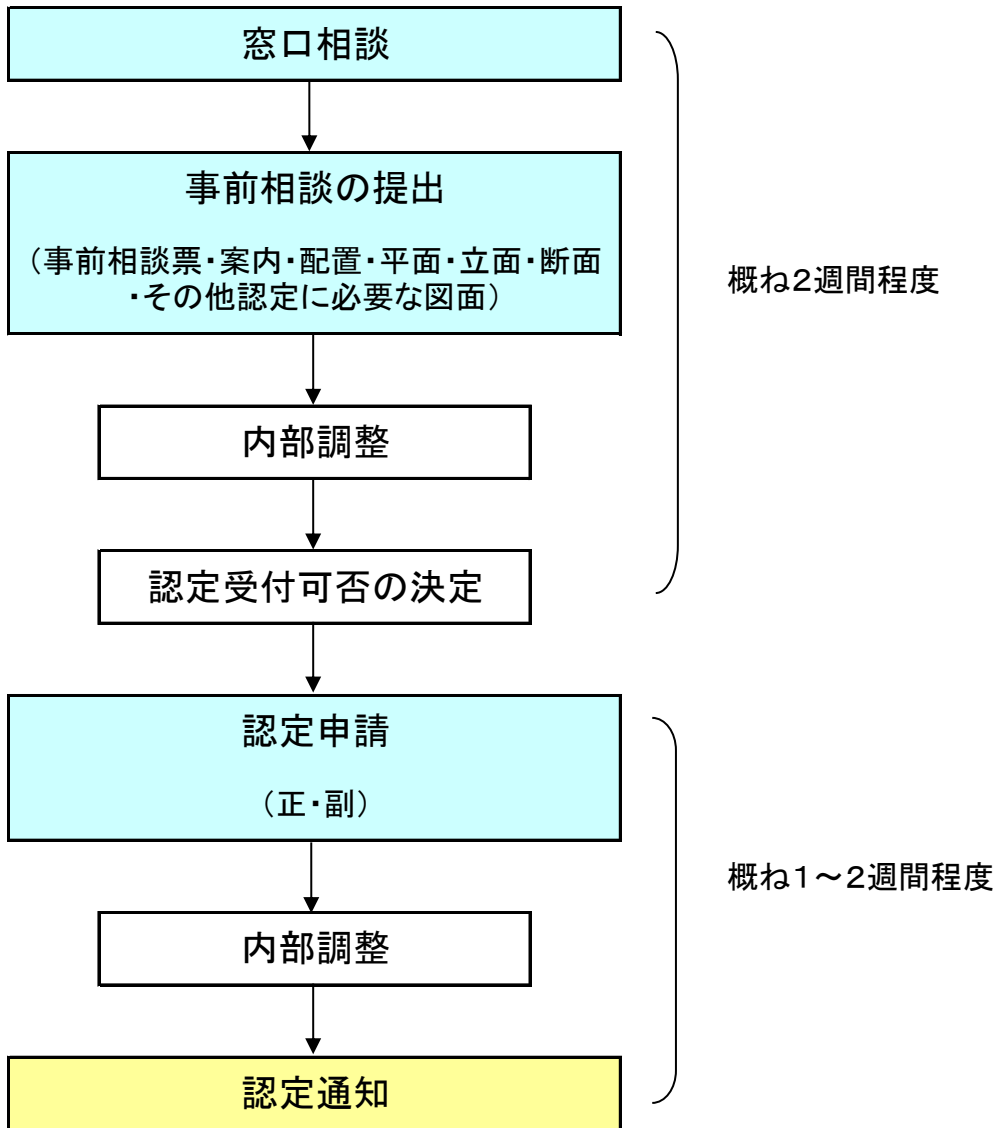 窓口相談
事前相談の提出
（事前相談票・案内・配置・平面・立面・断面
・その他認定に必要な図面）
概ね２週間程度
内部調整
認定受付可否の決定
認定申請
（正・副）
概ね１～２週間程度
内部調整
認定通知